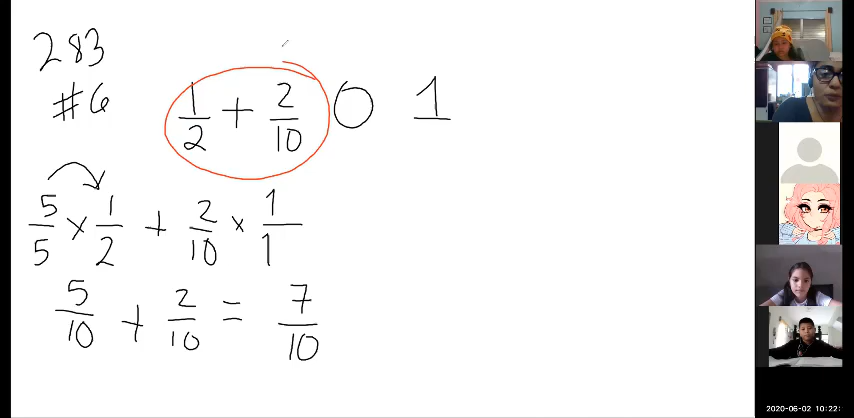 283
#6
1/2 + 2/10 ○ 1
5/5 × 1/2 + 2/10 × 1/1
5/10 + 2/10 = 7/10
2020-06-02 10:22: